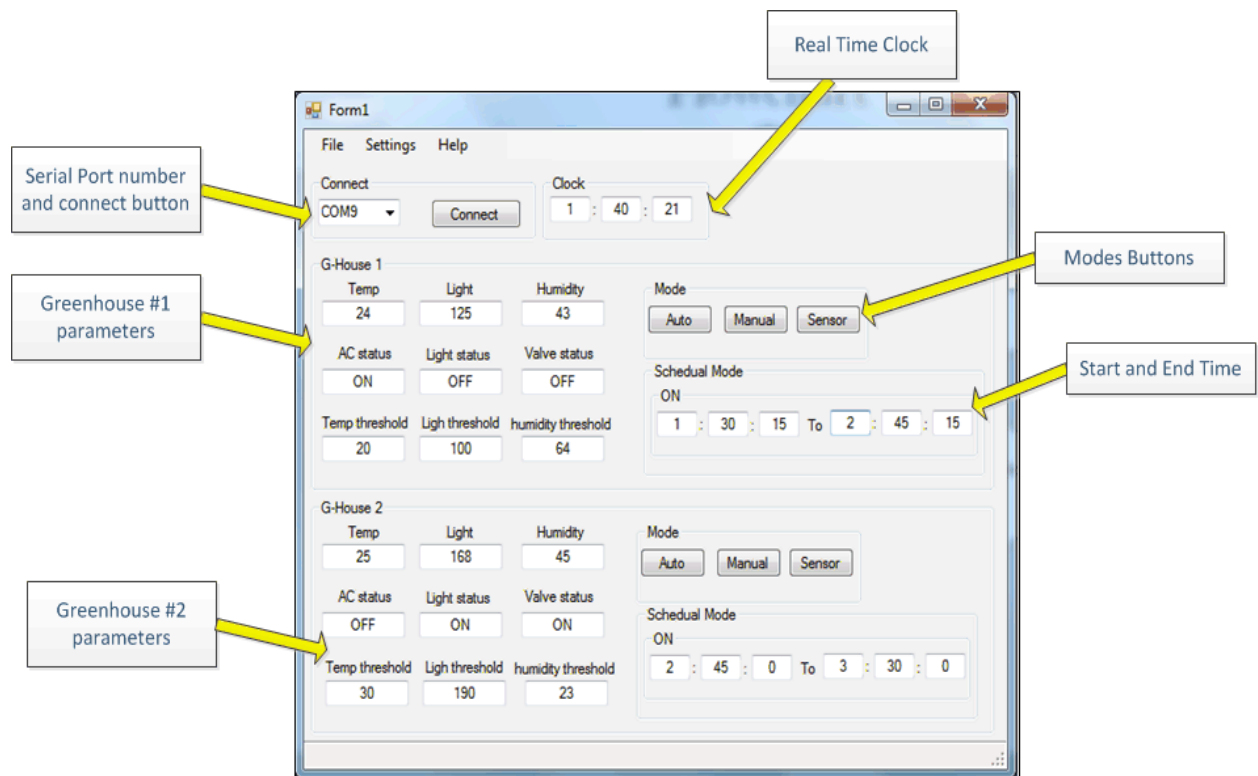 Real Time Clock
Form1
File Settings Help
Serial Port number
and connect button
Connect
COM9 Connect
Clock
1 : 40 : 21
Modes Buttons
Greenhouse #1
parameters
G-House 1
Temp Light Humidity
24 125 43
AC status Light status Valve status
ON OFF OFF
Temp threshold Ligh threshold humidity threshold
20 100 64
Mode
Auto Manual Sensor
Start and End Time
Schedual Mode
ON
1 : 30 : 15 To 2 : 45 : 15
G-House 2
Temp Light Humidity
25 168 45
AC status Light status Valve status
OFF ON ON
Temp threshold Ligh threshold humidity threshold
30 190 23
Greenhouse #2
parameters
Mode
Auto Manual Sensor
Schedual Mode
ON
2 : 45 : 0 To 3 : 30 : 0